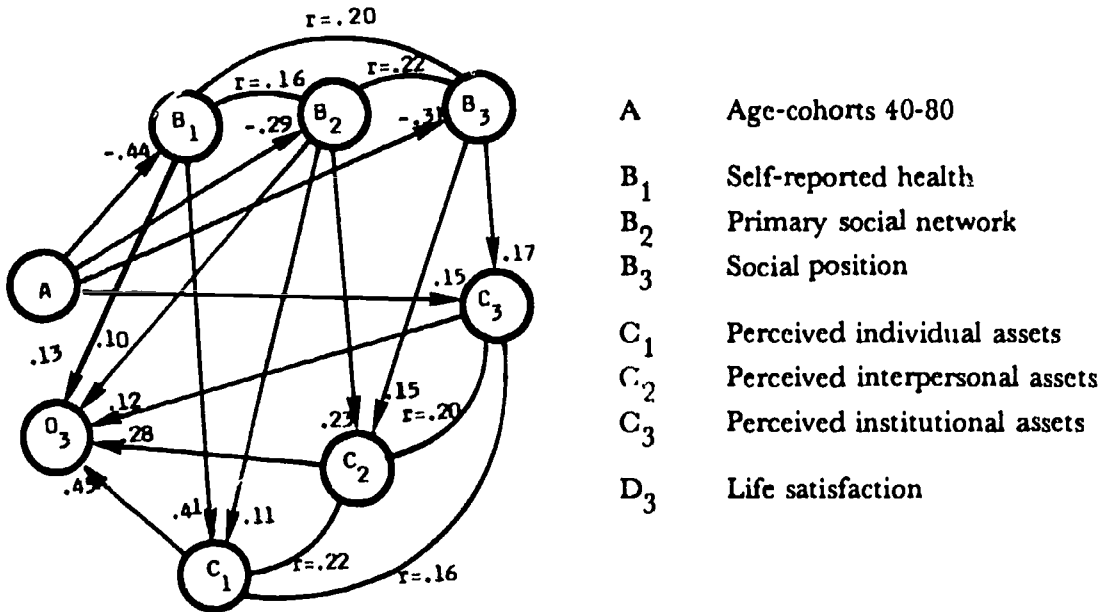 r=.20
r=.16
r=.22
B1
B2
B3
-.44
-.29
-.31
A
.15
.17
C3
.13
.10
.12
.15
r=.20
D3
.28
.23
C2
.45
.41
.11
r=.22
C1
r=.16
A Age-cohorts 40-80
B1 Self-reported health
B2 Primary social network
B3 Social position
C1 Perceived individual assets
C2 Perceived interpersonal assets
C3 Perceived institutional assets
D3 Life satisfaction